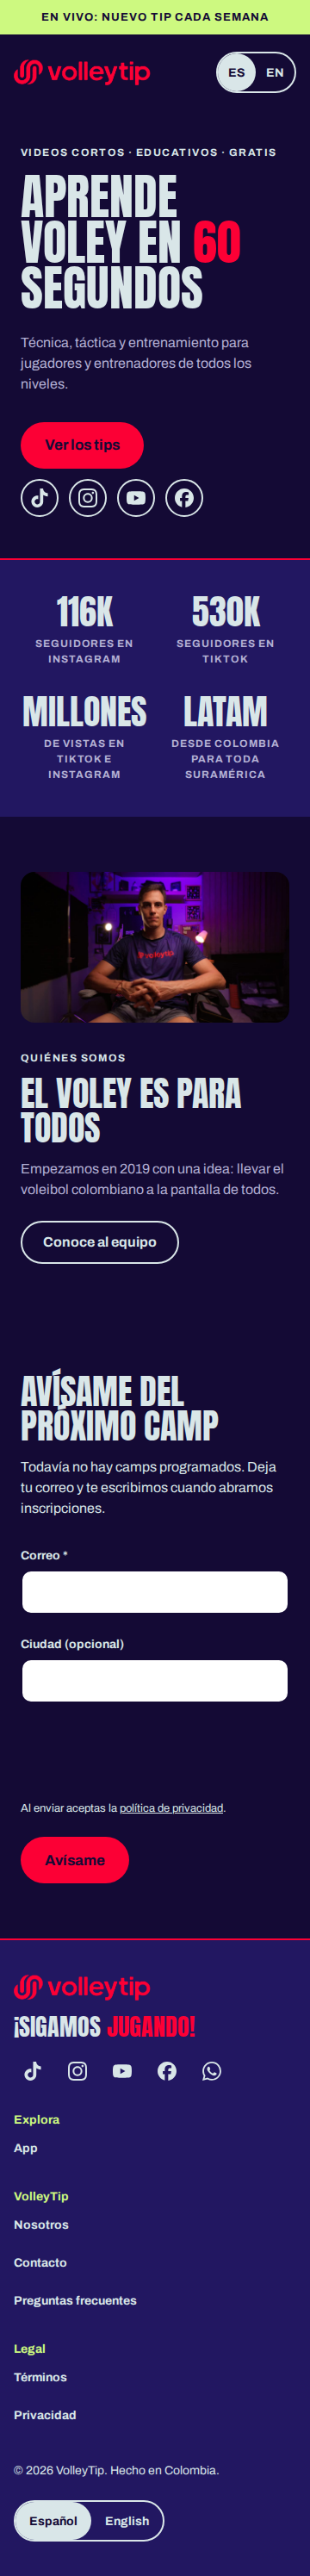 EN VIVO: NUEVO TIP CADA SEMANA
volleytip
ES EN
VIDEOS CORTOS · EDUCATIVOS · GRATIS
APRENDE
VOLEY EN 60
SEGUNDOS
Técnica, táctica y entrenamiento para
jugadores y entrenadores de todos los
niveles.
Ver los tips
116K
SEGUIDORES EN
INSTAGRAM
530K
SEGUIDORES EN
TIKTOK
MILLONES
DE VISTAS EN
TIKTOK E
INSTAGRAM
LATAM
DESDE COLOMBIA
PARA TODA
SURAMÉRICA
volleytip
QUIÉNES SOMOS
EL VOLEY ES PARA
TODOS
Empezamos en 2019 con una idea: llevar el
voleibol colombiano a la pantalla de todos.
Conoce al equipo
AVÍSAME DEL
PRÓXIMO CAMP
Todavía no hay camps programados. Deja
tu correo y te escribimos cuando abramos
inscripciones.
Correo *
Ciudad (opcional)
Al enviar aceptas la política de privacidad.
Avísame
volleytip
¡SIGAMOS JUGANDO!
Explora
App
VolleyTip
Nosotros
Contacto
Preguntas frecuentes
Legal
Términos
Privacidad
© 2026 VolleyTip. Hecho en Colombia.
Español English